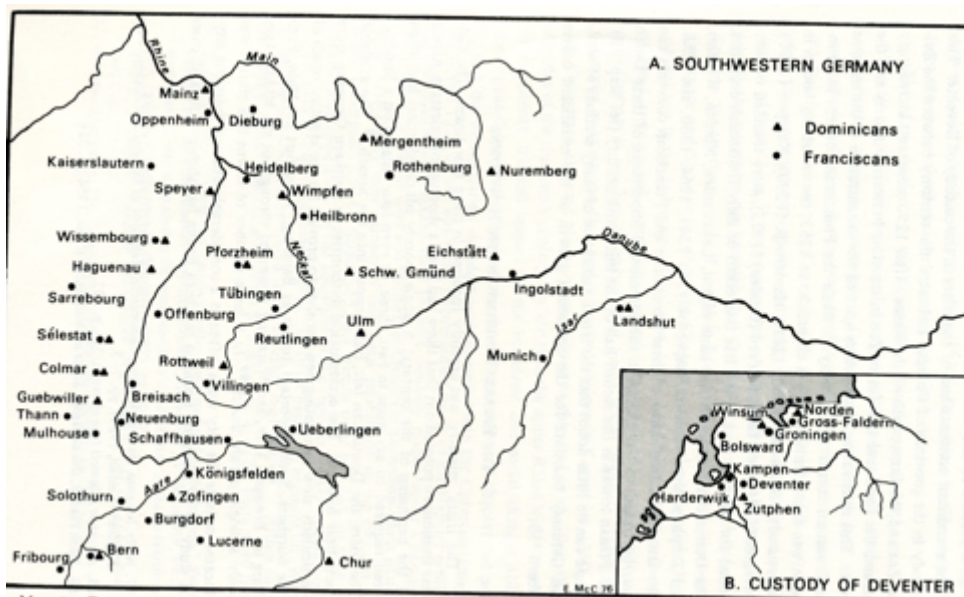 A. SOUTHWESTERN GERMANY
▲ Dominicans
● Franciscans
Rhine
Main
Mainz
Oppenheim
Dieburg
Mergentheim
Rothenburg
Nuremberg
Kaiserslautern
Heidelberg
Speyer
Wimpfen
Heilbronn
Neckar
Wissembourg
Pforzheim
Haguenau
Schw. Gmünd
Eichstätt
Danube
Ingolstadt
Sarrebourg
Tübingen
Offenburg
Reutlingen
Ulm
Izar
Landshut
Sélestat
Munich
Colmar
Rottweil
Villingen
Guebwiller
Breisach
Thann
Neuenburg
Mulhouse
Schaffhausen
Ueberlingen
Königsfelden
Aare
Solothurn
Zofingen
Burgdorf
Lucerne
Fribourg
Bern
Chur
E. McC. 76
Winsum
Norden
Gross-Faldern
Groningen
Bolsward
Kampen
Deventer
Harderwijk
Zutphen
B. CUSTODY OF DEVENTER